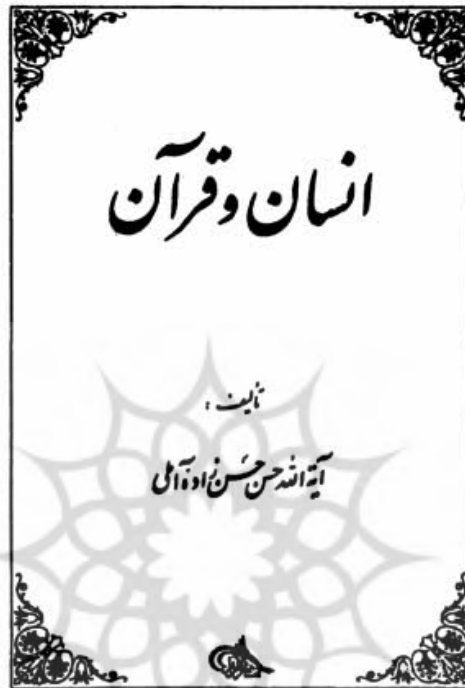 انسان و قرآن
تألیف :
آیة الله حسن حسن زاده آملی